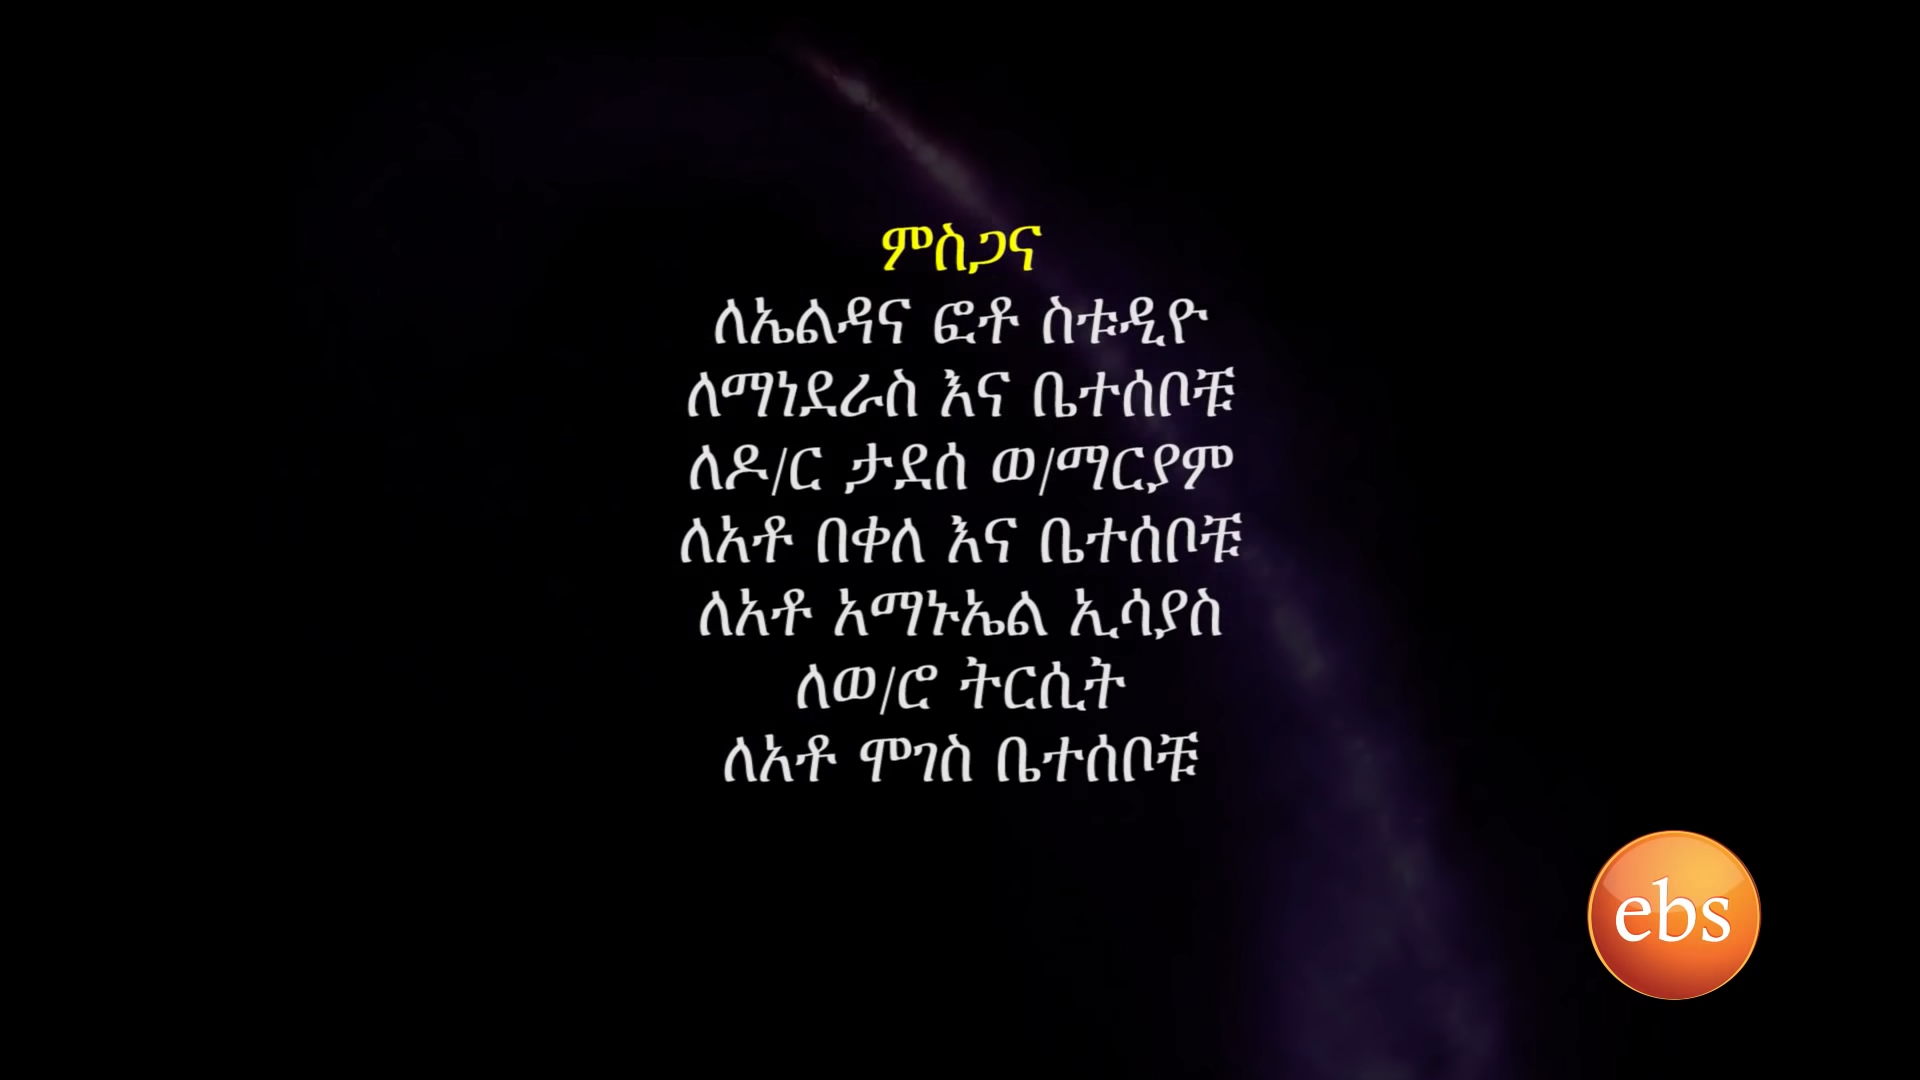 ምስጋና
ለኤልዳና ፎቶ ስቱዲዮ
ለማነደራስ እና ቤተሰቦቹ
ለዶ/ር ታደሰ ወ/ማርያም
ለአቶ በቀለ እና ቤተሰቦቹ
ለአቶ አማኑኤል ኢሳያስ
ለወ/ሮ ትርሲት
ለአቶ ሞገስ ቤተሰቦቹ
ebs